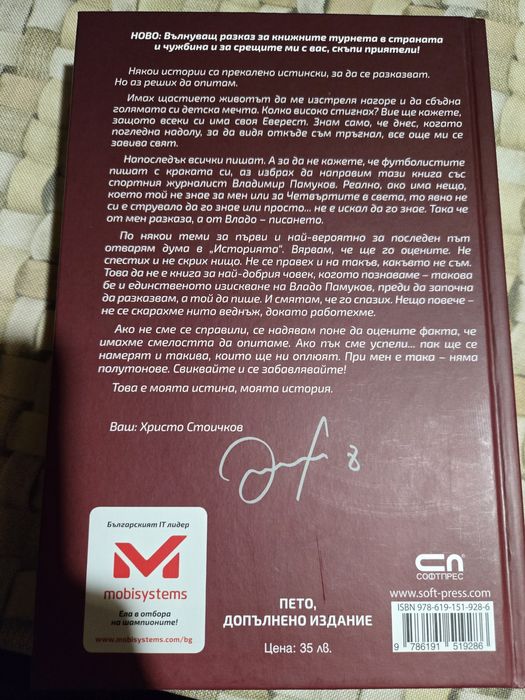 НОВО: Вълнуващ разказ за книжните турнета в страната
и чужбина и за срещите ми с вас, скъпи приятели!
Някои истории са прекалено истински, за да се разказват.
Но аз реших да опитам.
Имах щастието животът да ме изстреля нагоре и да сбъдна
голямата си детска мечта. Колко високо стигнах? Вие ще кажете,
защото всеки си има своя Еверест. Знам само, че днес, когато
погледна надолу, за да видя откъде съм тръгнал, все още ми се
завива свят.
Напоследък всички пишат. А за да не кажете, че футболистите
пишат с краката си, аз избрах да направим тази книга със
спортния журналист Владимир Памуков. Реално, ако има нещо,
което той не знае за мен или за Четвъртите в света, то явно не
си е струвало да го знае или просто... не е искал да го знае. Така че
от мен разказа, а от Владо – писането.
По някои теми за първи и най-вероятно за последен път
отварям дума в „Историята“. Вярвам, че ще го оцените. Не
спестих и не скрих нищо. Не се правех и на такъв, какъвто не съм.
Това да не е книга за най-добрия човек, когото познаваме – такова
бе и единственото изискване на Владо Памуков, преди да започна
да разказвам, а той да пише. И смятам, че го спазих. Нещо повече –
не се скарахме нито веднъж, докато работехме.
Ако не сме се справили, се надявам поне да оцените факта, че
имахме смелостта да опитаме. Ако пък сме успели... пак ще се
намерят и такива, които ще ни оплюят. При мен е така – няма
полутонове. Свиквайте и се забавлявайте!
Това е моята истина, моята история.
Ваш: Христо Стоичков
8
Българският IT лидер
mobisystems
Ела в отбора
на шампионите!
www.mobisystems.com/bg
ПЕТО,
ДОПЪЛНЕНО ИЗДАНИЕ
Цена: 35 лв.
СОФТПРЕС
www.soft-press.com
ISBN 978-619-151-928-6
9 786191 519286